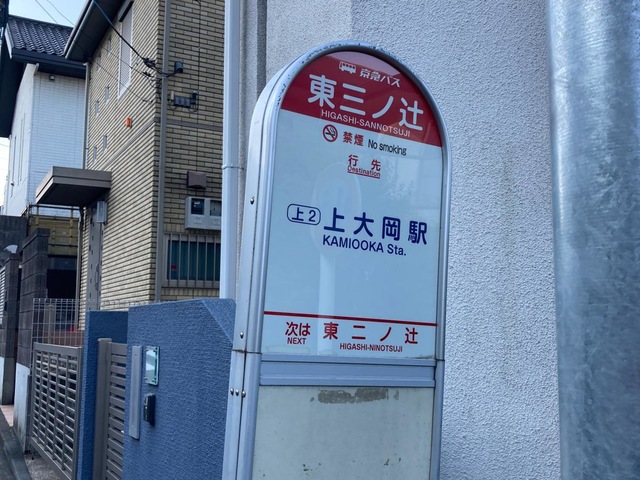 京急バス
東三ノ辻
HIGASHI-SANNOTSUJI
禁煙 No smoking
行先
Destination
上2 上大岡駅
KAMIOOKA Sta.
次は 東二ノ辻
NEXT HIGASHI-NINOTSUJI